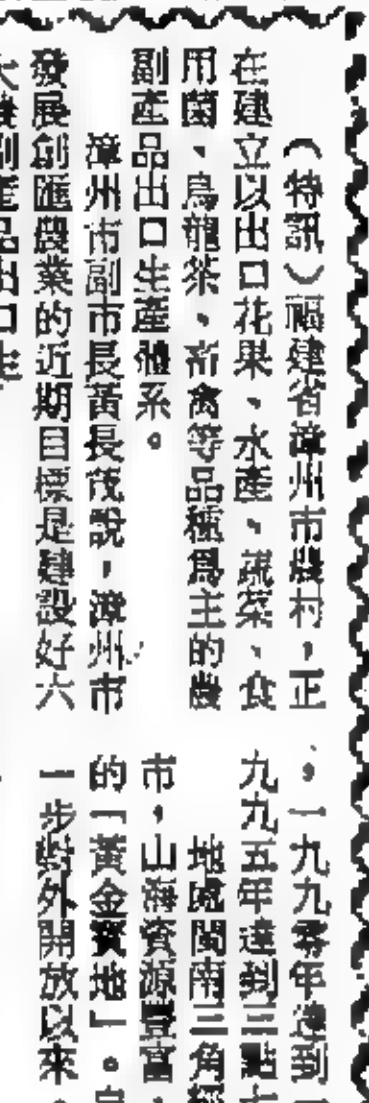 （特訊）福建省漳州市農村，正
在建立以出口花果、水產、蔬菜、食
用菌、烏龍茶、畜禽等品種爲主的農
副產品出口生產體系。
漳州市副市長黃長茂說，漳州市
發展創匯農業的近期目標是建設好六
大農副產品出口生
，一九九零年達到一
九九五年達到三點七
地處閩南三角
市，山海資源豐富，
的「黃金寶地」。
一步對外開放以來，